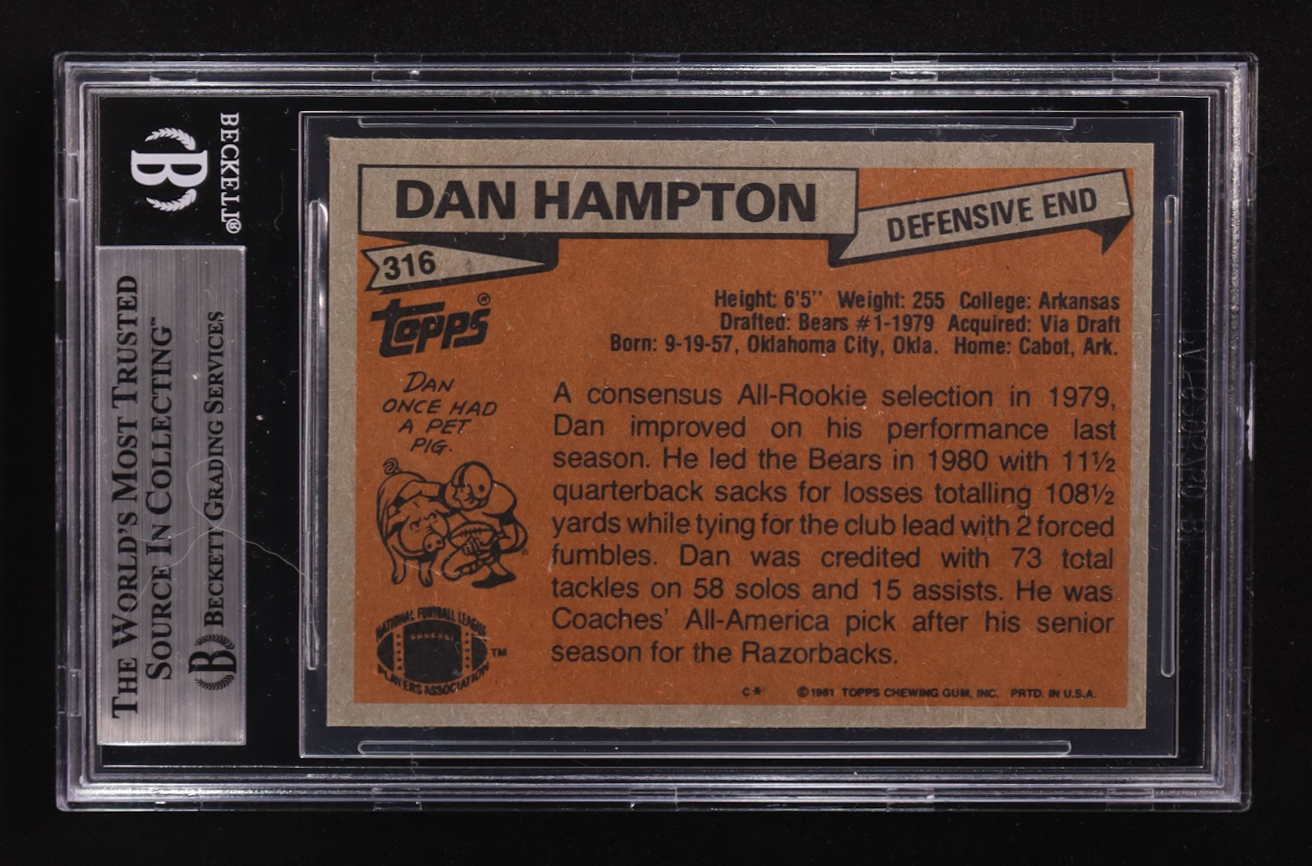 BECKETT®
B
THE WORLD'S MOST TRUSTED
SOURCE IN COLLECTING™
B BECKETT GRADING SERVICES
DAN HAMPTON
DEFENSIVE END
316
topps®
Height: 6'5'' Weight: 255 College: Arkansas
Drafted: Bears #1-1979 Acquired: Via Draft
Born: 9-19-57, Oklahoma City, Okla. Home: Cabot, Ark.
DAN
ONCE HAD
A PET
PIG.
A consensus All-Rookie selection in 1979,
Dan improved on his performance last
season. He led the Bears in 1980 with 11½
quarterback sacks for losses totalling 108½
yards while tying for the club lead with 2 forced
fumbles. Dan was credited with 73 total
tackles on 58 solos and 15 assists. He was
Coaches' All-America pick after his senior
season for the Razorbacks.
NATIONAL FOOTBALL LEAGUE
PLAYERS ASSOCIATION
TM
C* ©1981 TOPPS CHEWING GUM, INC. PRTD. IN U.S.A.